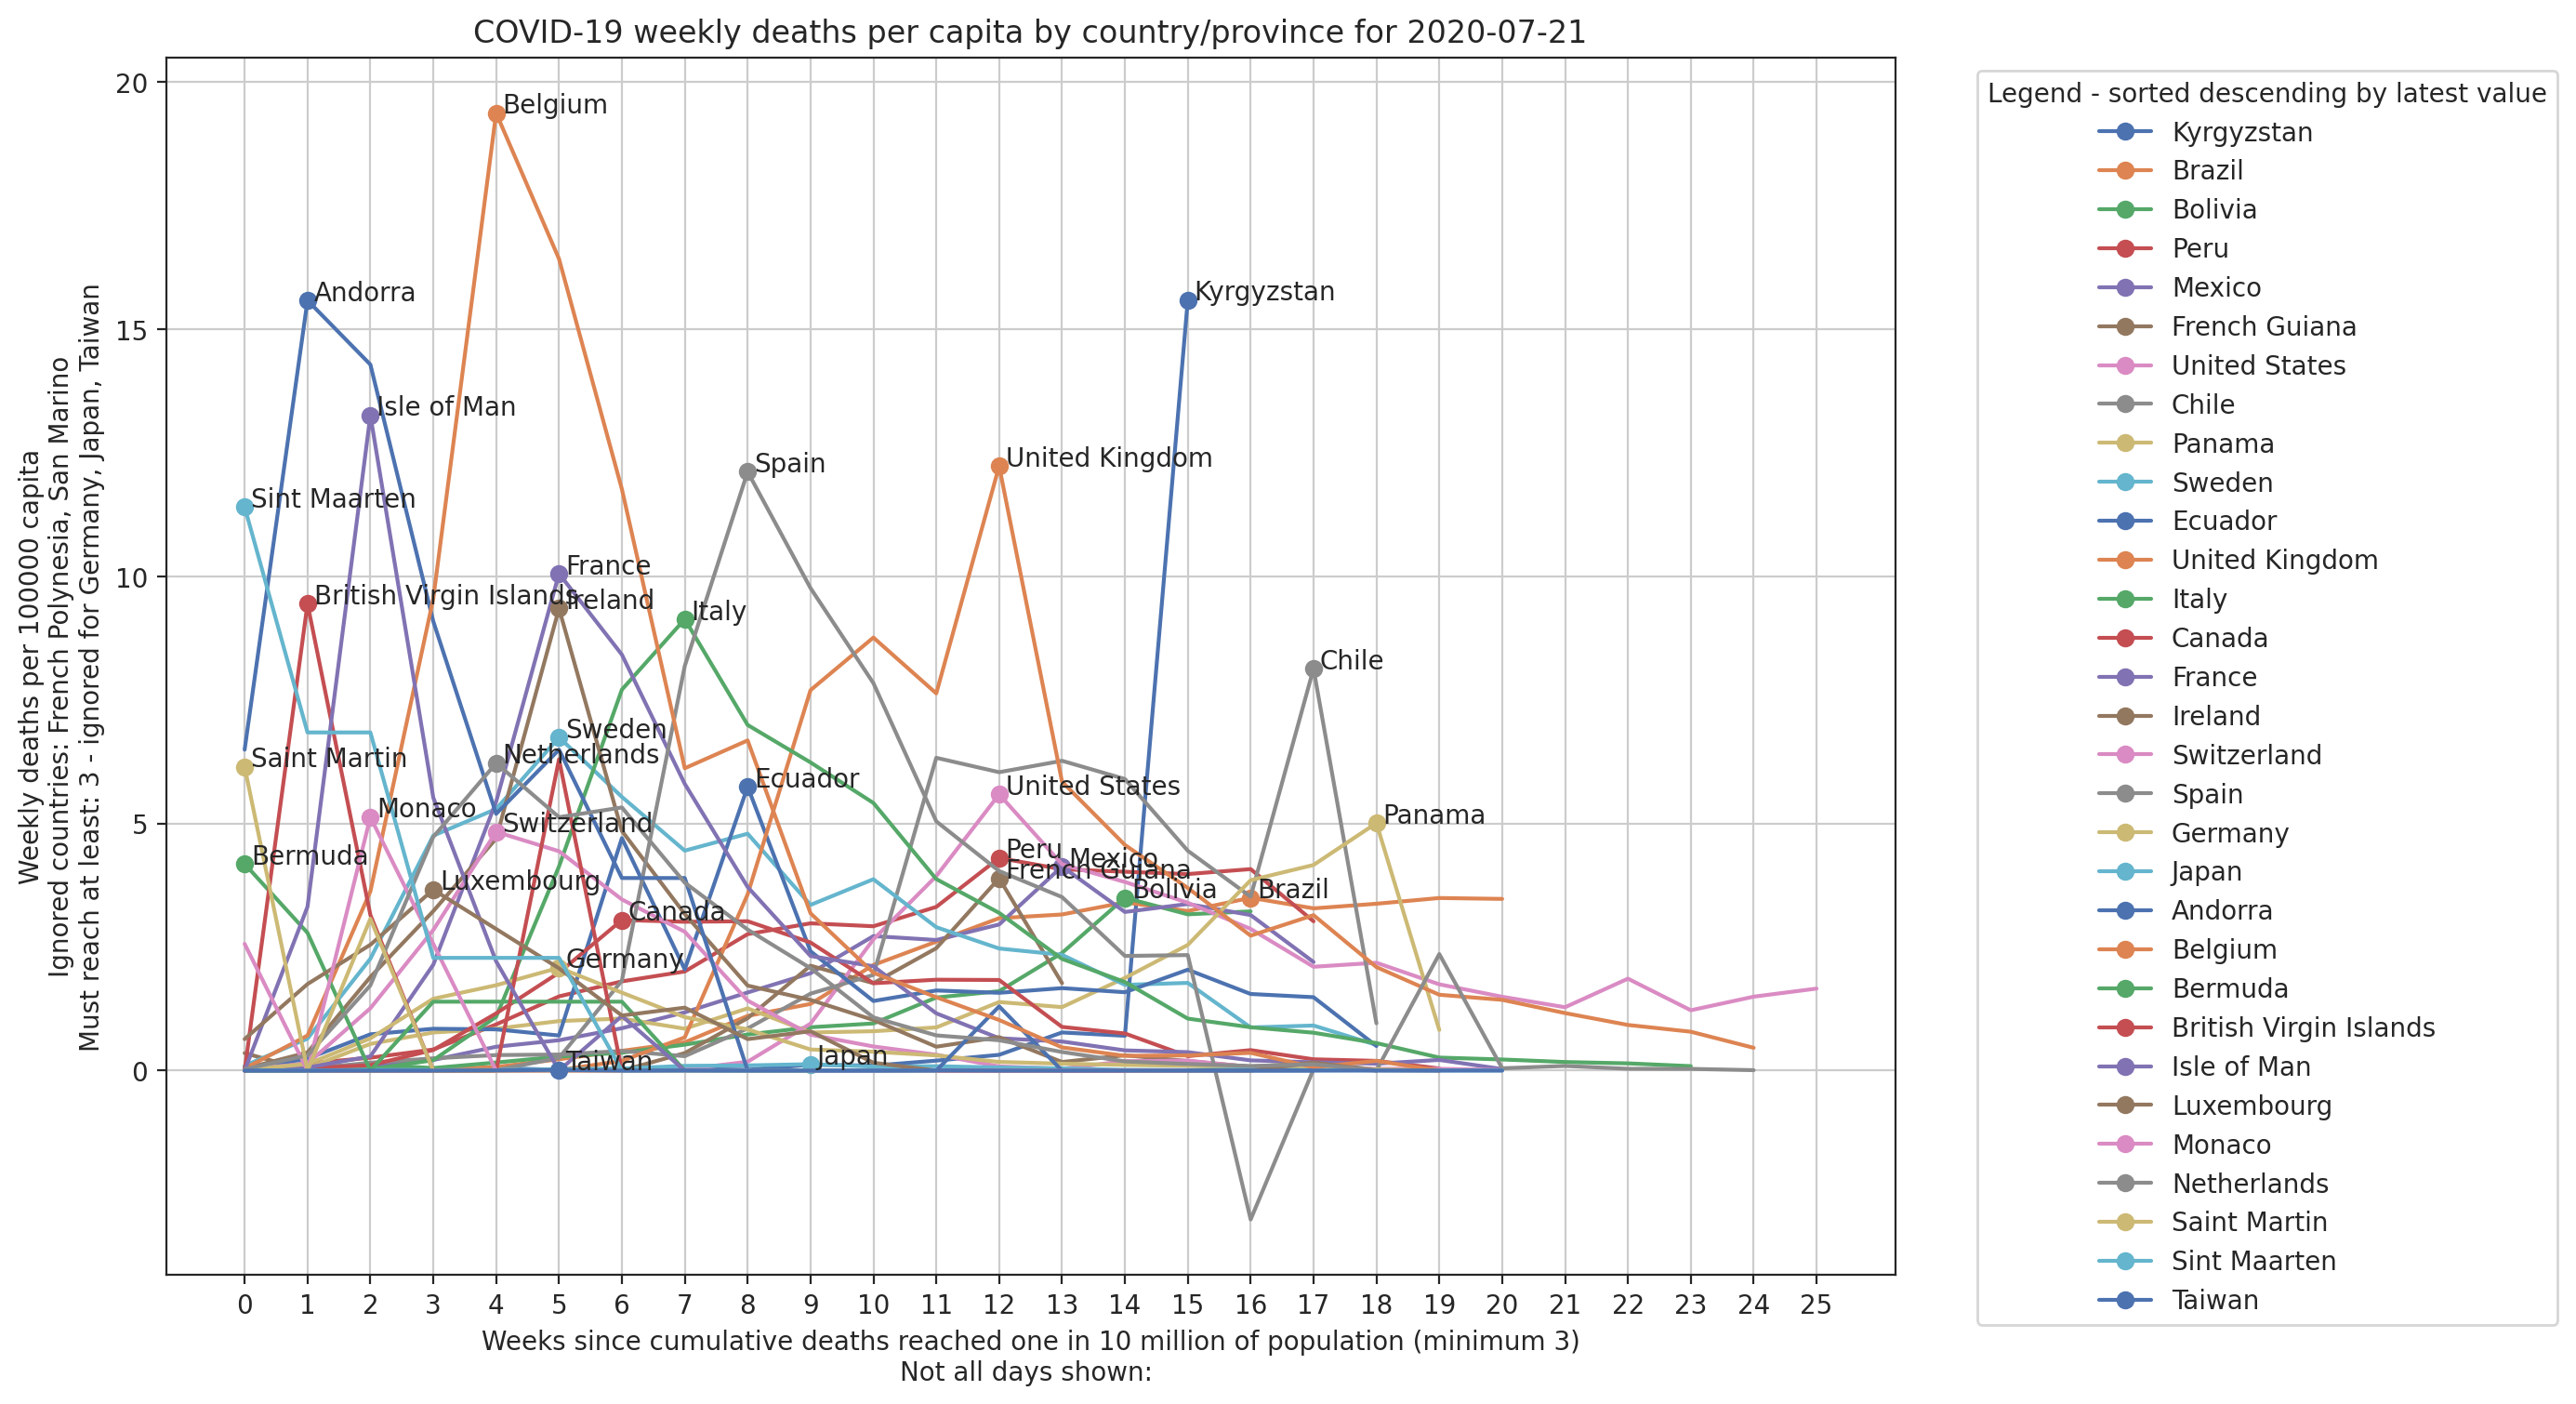 COVID-19 weekly deaths per capita by country/province for 2020-07-21
Weekly deaths per 100000 capita
Ignored countries: French Polynesia, San Marino
Must reach at least: 3 - ignored for Germany, Japan, Taiwan
20
15
10
5
0
Belgium
Andorra
Kyrgyzstan
Isle of Man
Spain
United Kingdom
Sint Maarten
France
British Virgin Islands
Ireland
Italy
Chile
Sweden
Netherlands
Saint Martin
Ecuador
United States
Monaco
Switzerland
Panama
Bermuda
Peru
Mexico
French Guiana
Luxembourg
Bolivia
Brazil
Canada
Germany
Taiwan
Japan
0 1 2 3 4 5 6 7 8 9 10 11 12 13 14 15 16 17 18 19 20 21 22 23 24 25
Weeks since cumulative deaths reached one in 10 million of population (minimum 3)
Not all days shown:
Legend - sorted descending by latest value
Kyrgyzstan
Brazil
Bolivia
Peru
Mexico
French Guiana
United States
Chile
Panama
Sweden
Ecuador
United Kingdom
Italy
Canada
France
Ireland
Switzerland
Spain
Germany
Japan
Andorra
Belgium
Bermuda
British Virgin Islands
Isle of Man
Luxembourg
Monaco
Netherlands
Saint Martin
Sint Maarten
Taiwan